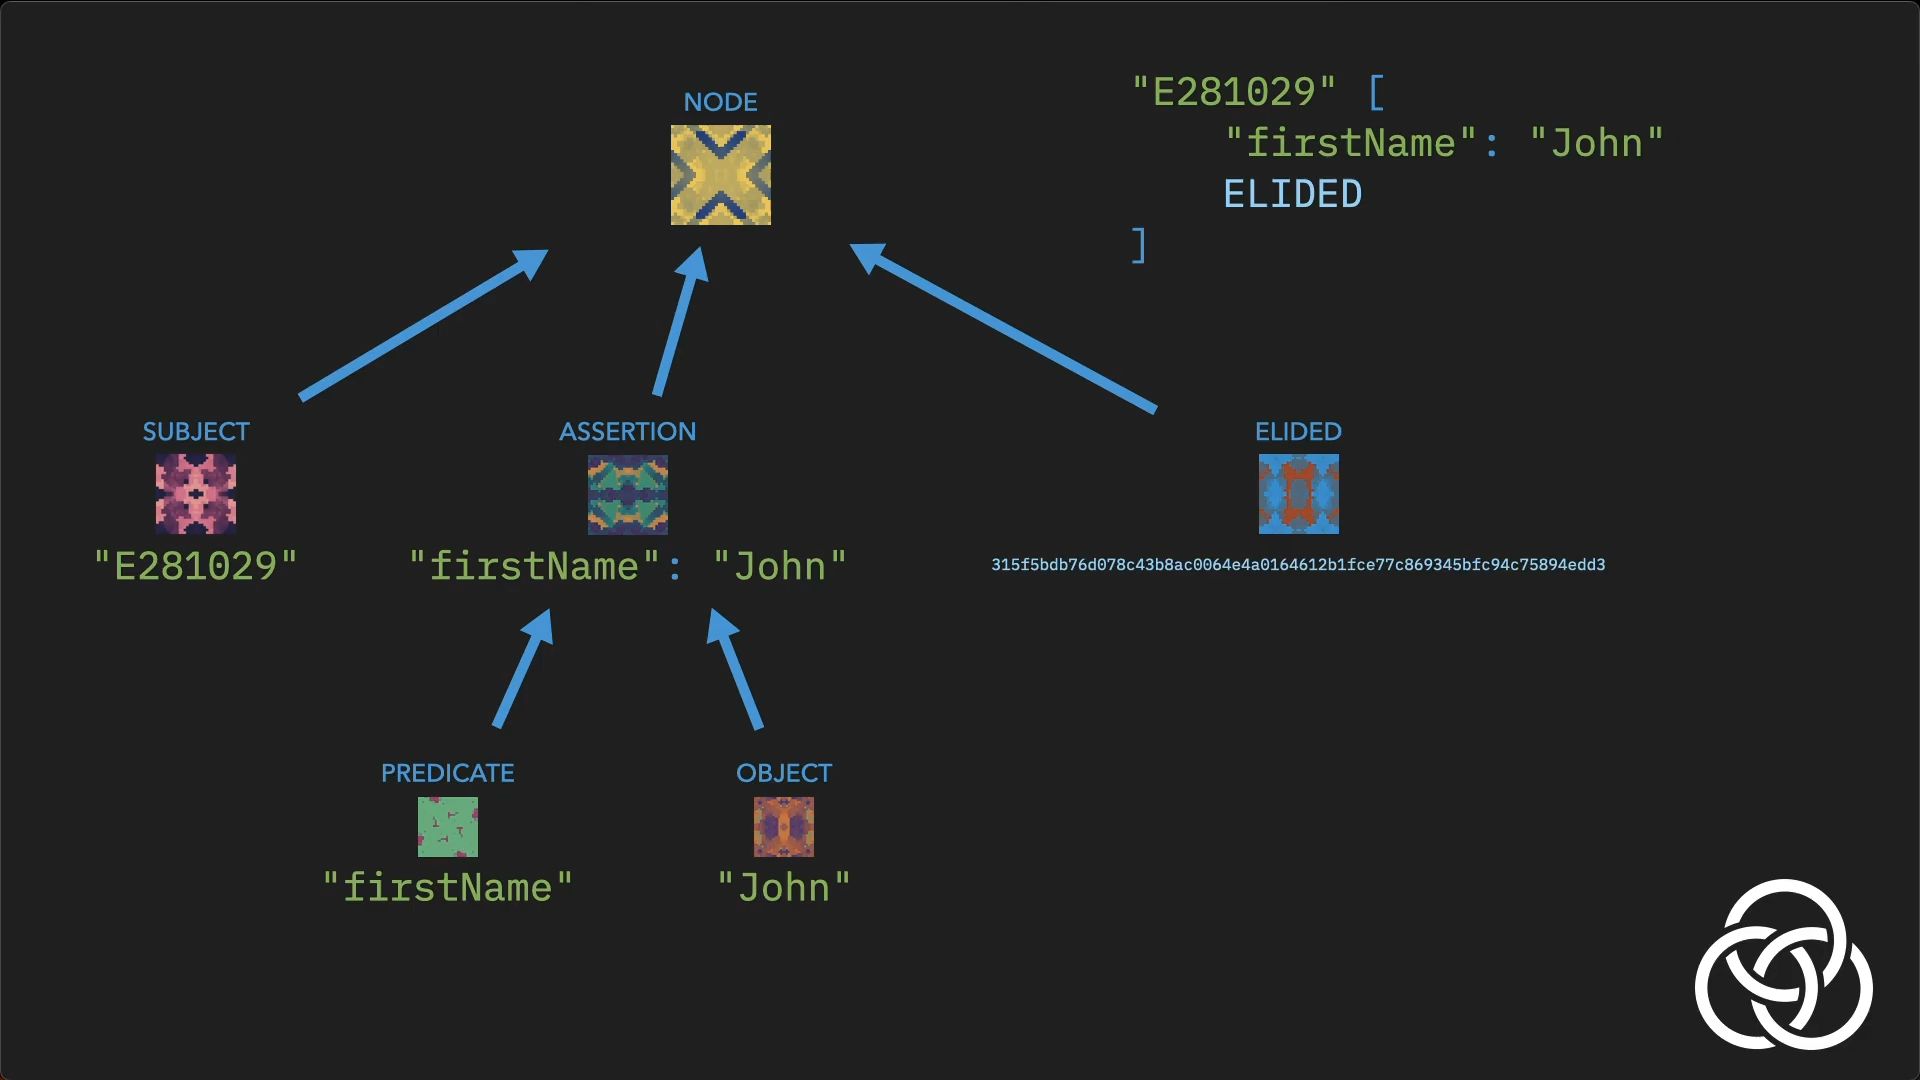 NODE
"E281029" [
"firstName": "John"
ELIDED
]
SUBJECT
"E281029"
ASSERTION
"firstName": "John"
ELIDED
315f5bdb76d078c43b8ac0064e4a0164612b1fce77c869345bfc94c75894edd3
PREDICATE
"firstName"
OBJECT
"John"